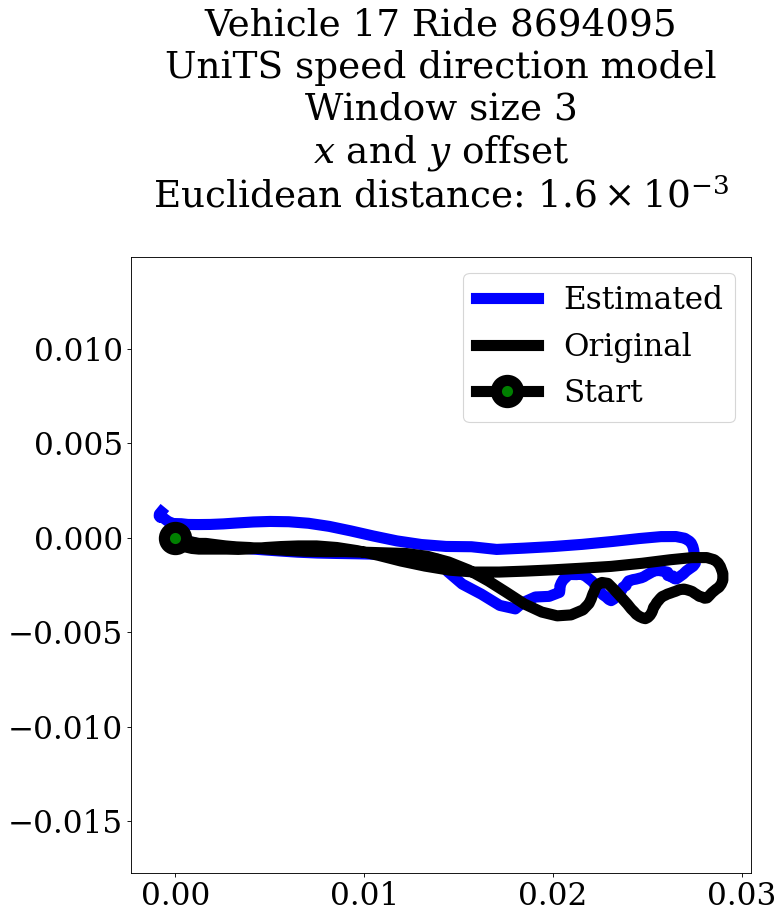 Vehicle 17 Ride 8694095
UniTS speed direction model
Window size 3
x and y offset
Euclidean distance: 1.6 × 10⁻³
Estimated
Original
Start
0.010
0.005
0.000
−0.005
−0.010
−0.015
0.00 0.01 0.02 0.03